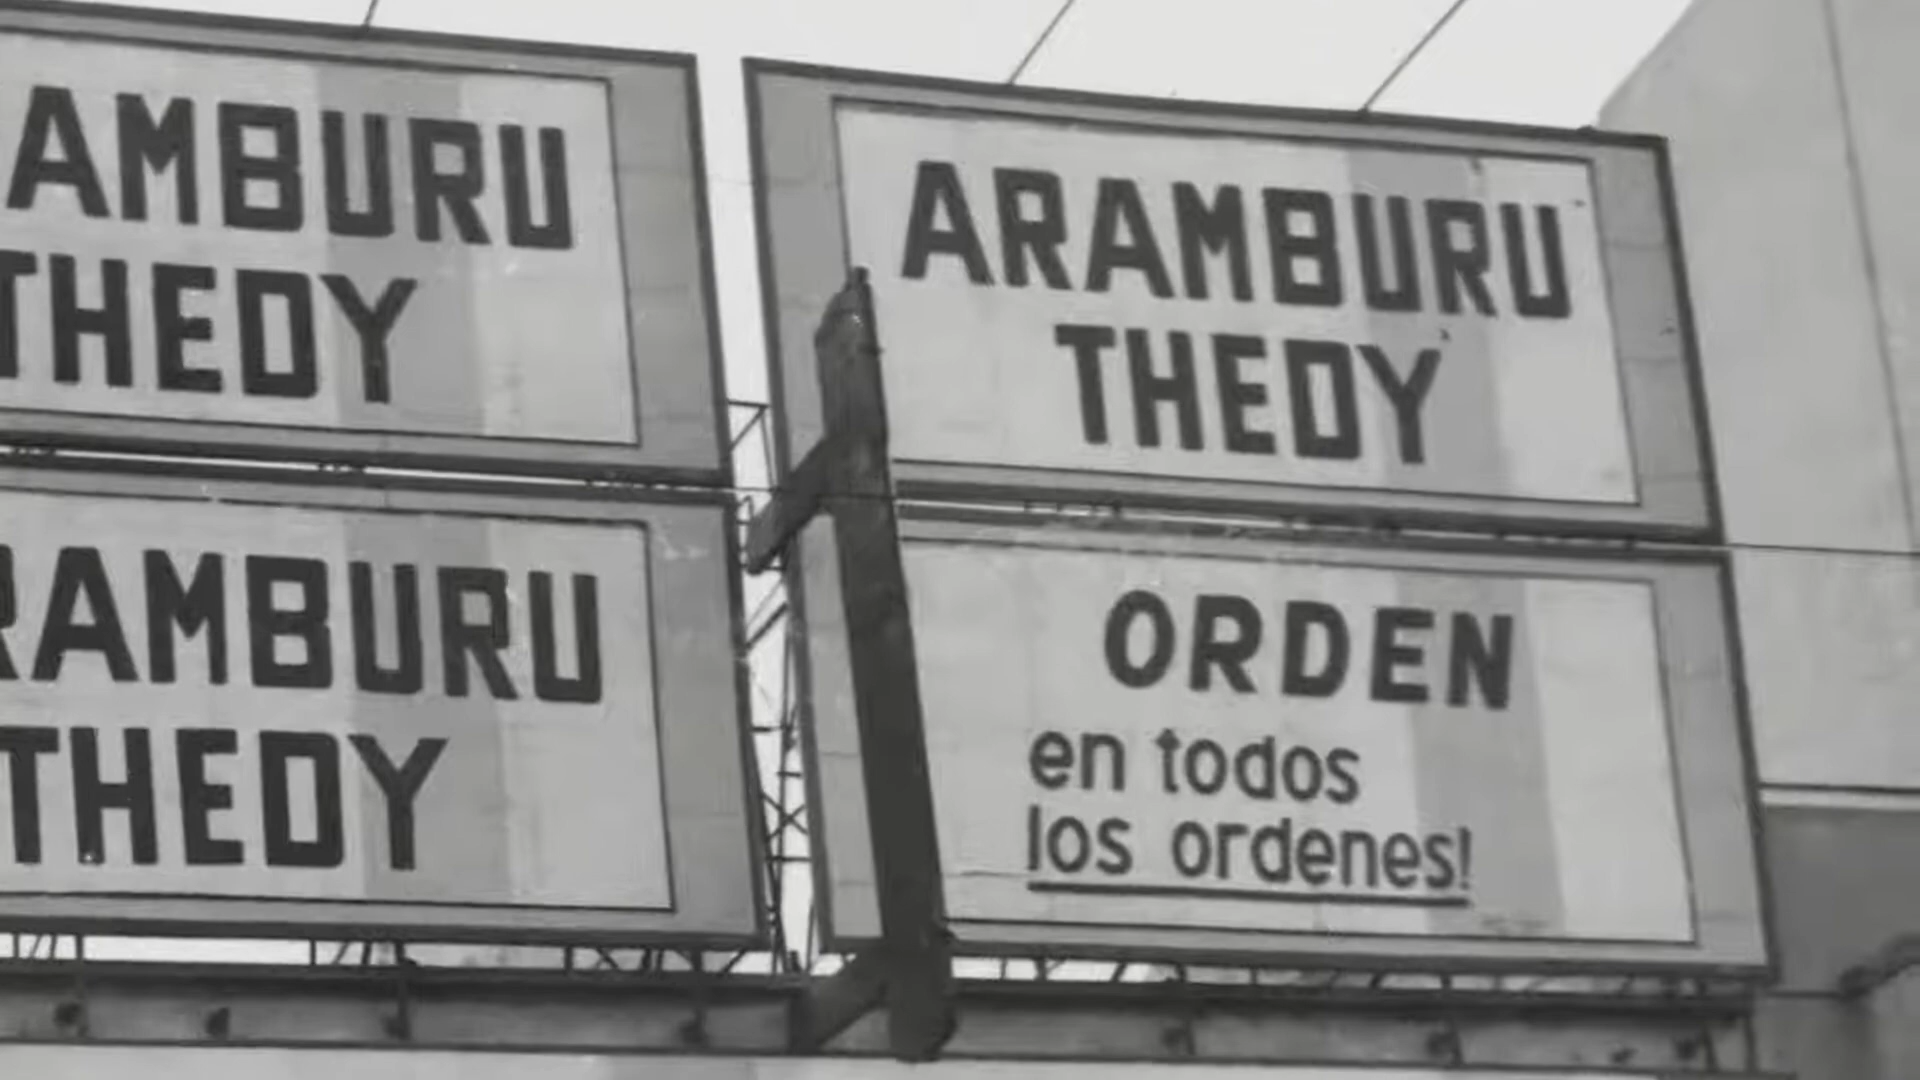 AMBURU
THEDY
ARAMBURU
THEDY
RAMBURU
THEDY
ORDEN
en todos
los ordenes!